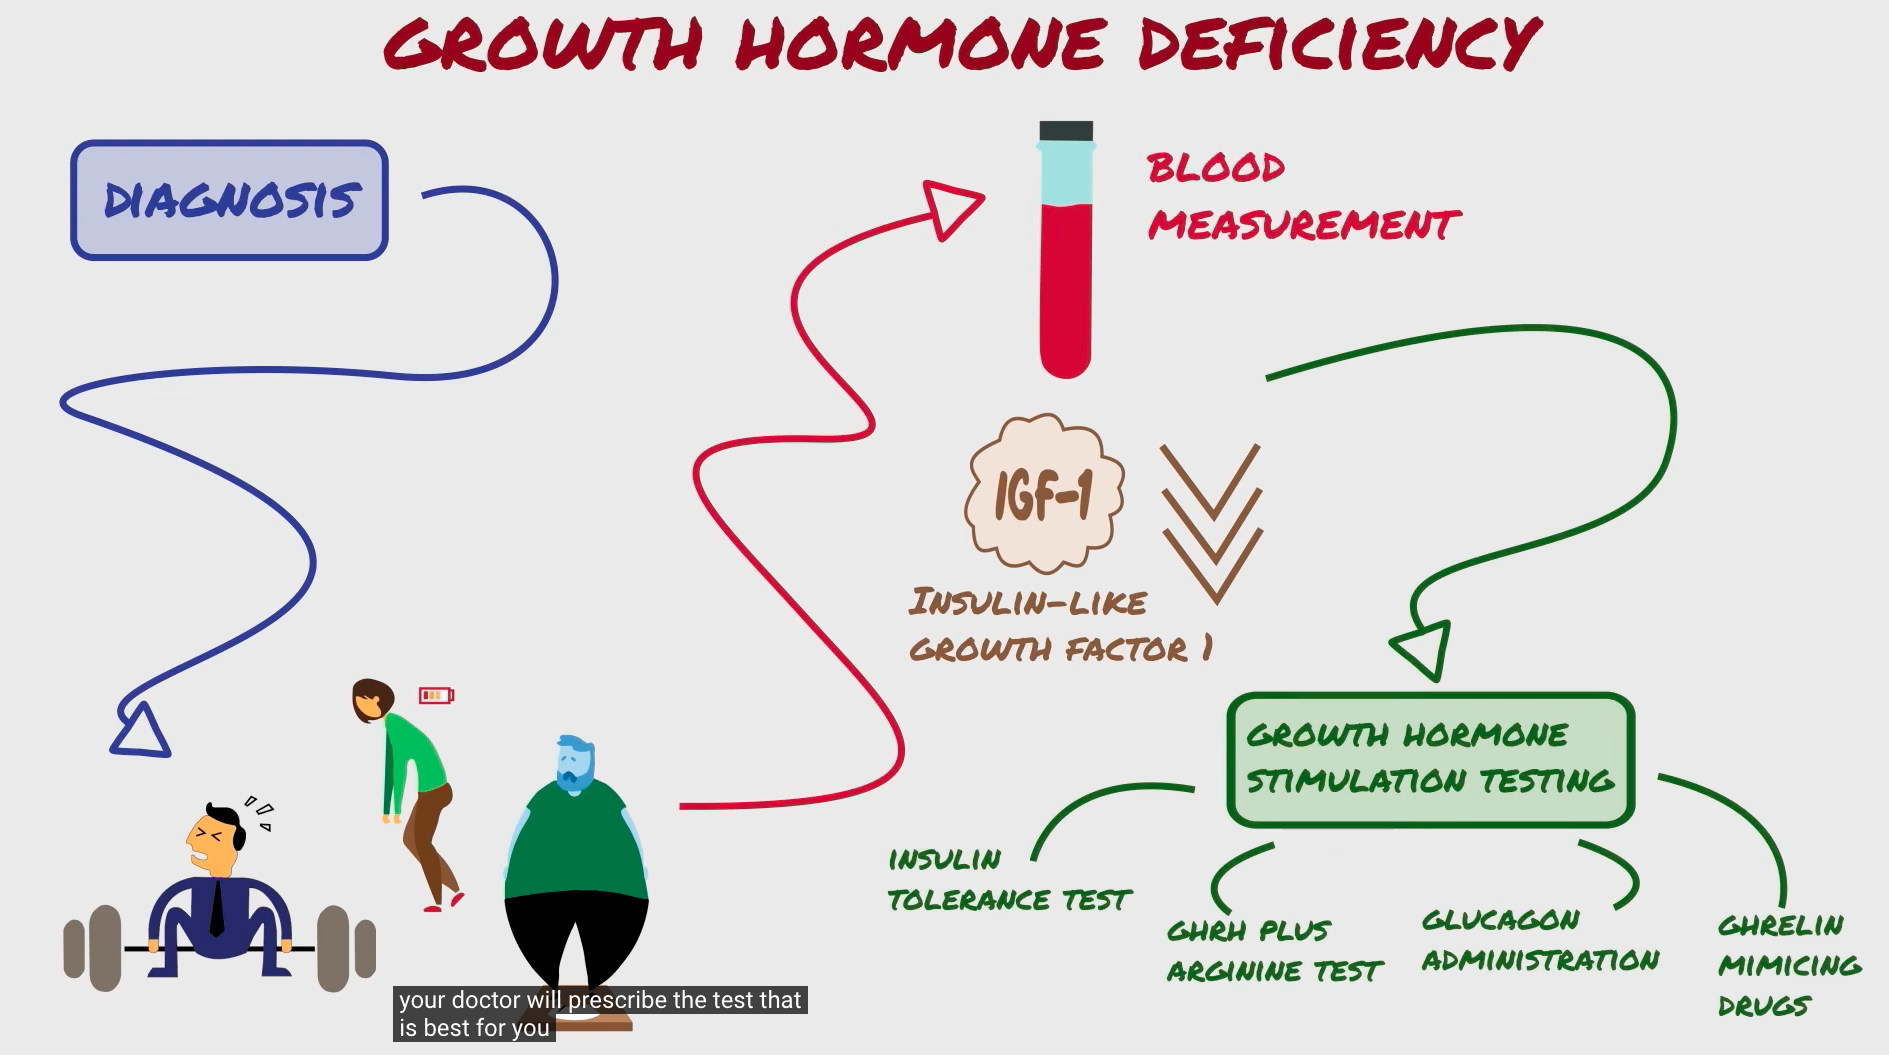 GROWTH HORMONE DEFICIENCY
DIAGNOSIS
BLOOD
MEASUREMENT
IGF-1
INSULIN-LIKE
GROWTH FACTOR 1
GROWTH HORMONE
STIMULATION TESTING
INSULIN
TOLERANCE TEST
GHRH PLUS
ARGININE TEST
GLUCAGON
ADMINISTRATION
GHRELIN
MIMICING
DRUGS
your doctor will prescribe the test that
is best for you